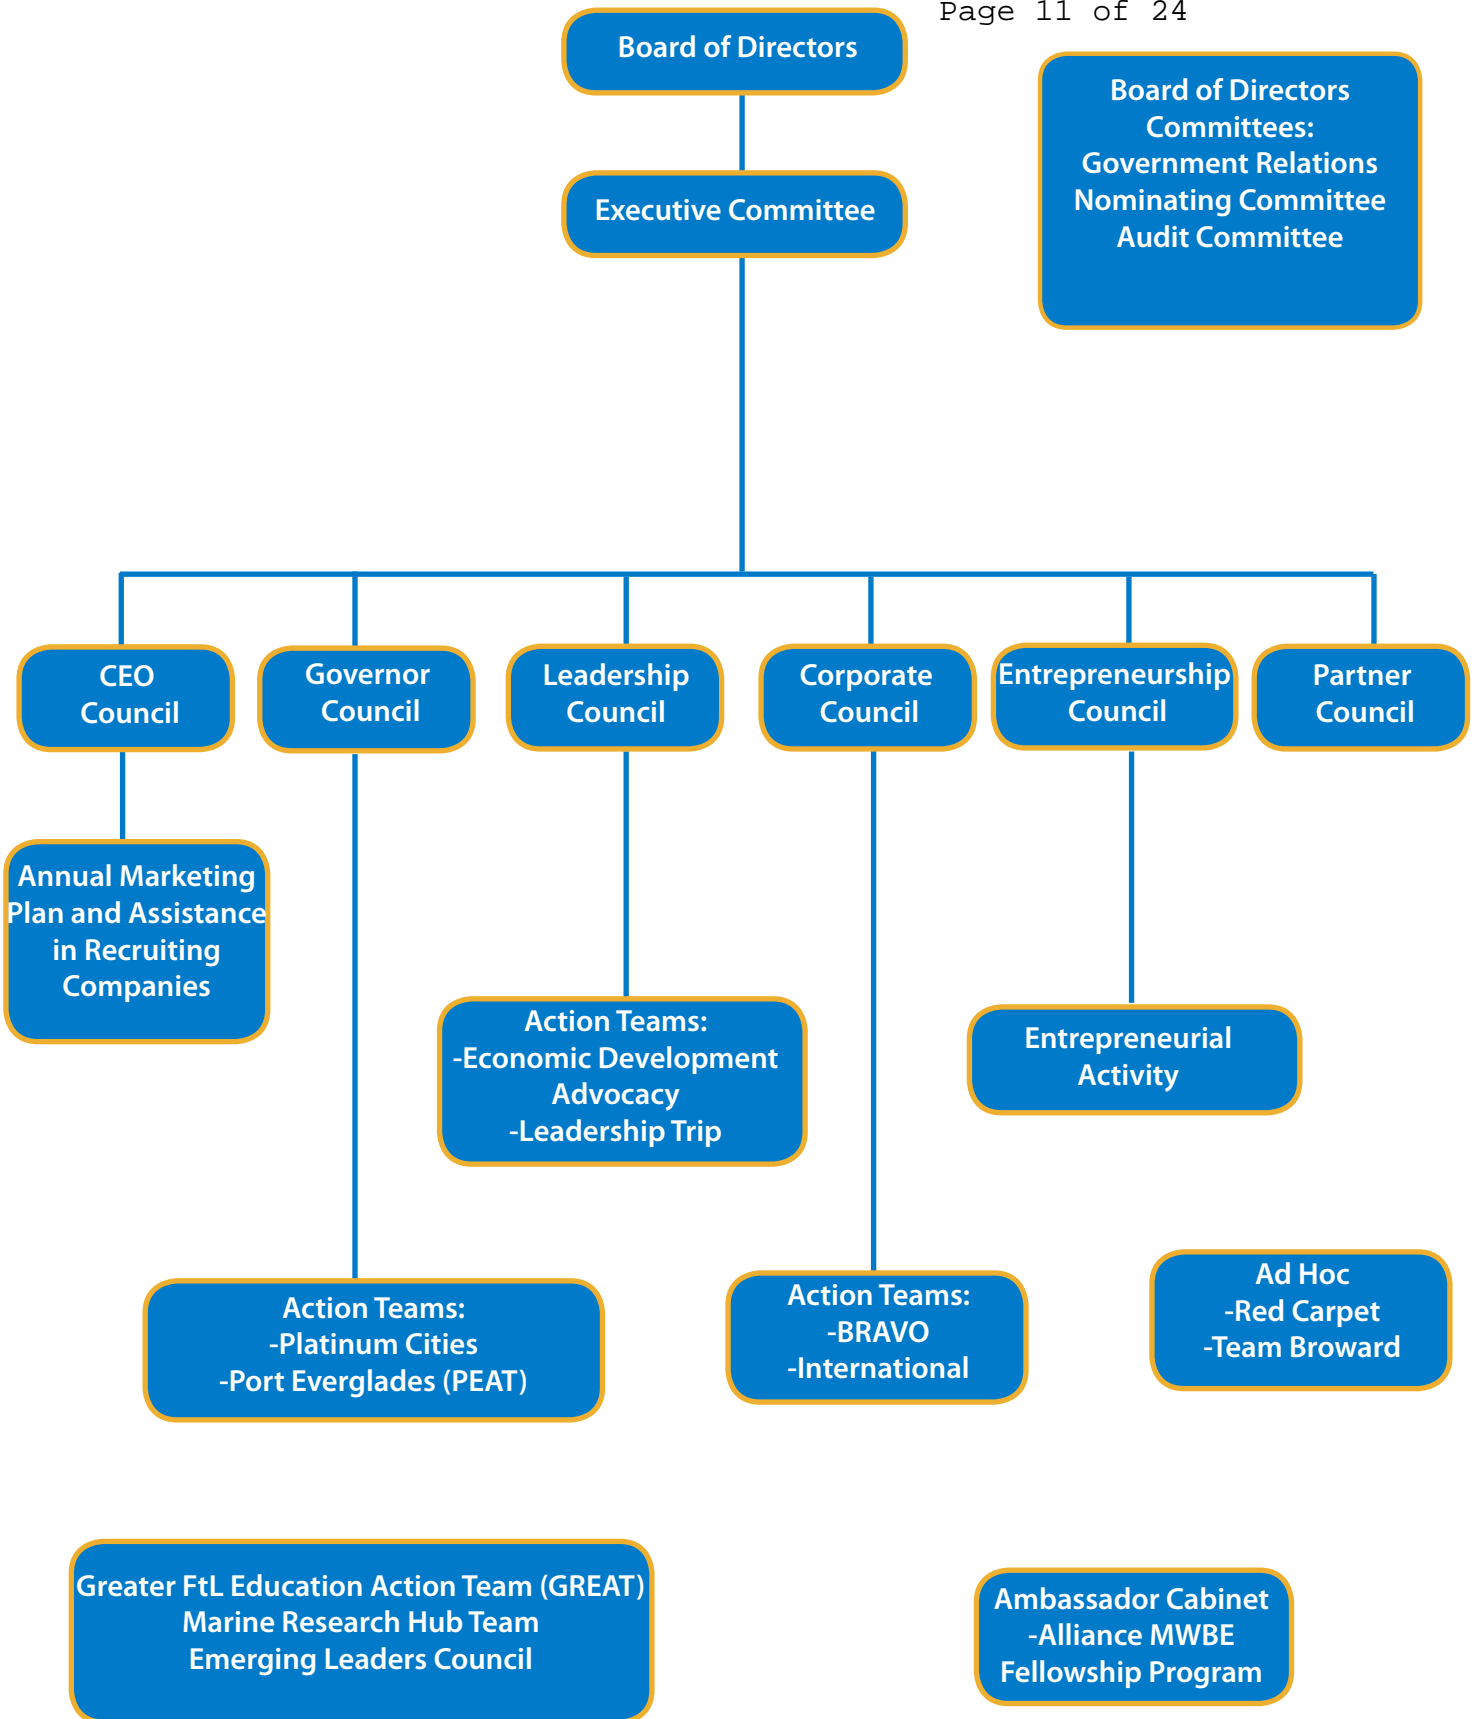 Page 11 of 24
Board of Directors
Board of Directors
Committees:
Government Relations
Nominating Committee
Audit Committee
Executive Committee
CEO
Council
Governor
Council
Leadership
Council
Corporate
Council
Entrepreneurship
Council
Partner
Council
Annual Marketing
Plan and Assistance
in Recruiting
Companies
Action Teams:
-Economic Development
Advocacy
-Leadership Trip
Entrepreneurial
Activity
Action Teams:
-Platinum Cities
-Port Everglades (PEAT)
Action Teams:
-BRAVO
-International
Ad Hoc
-Red Carpet
-Team Broward
Greater FtL Education Action Team (GREAT)
Marine Research Hub Team
Emerging Leaders Council
Ambassador Cabinet
-Alliance MWBE
Fellowship Program